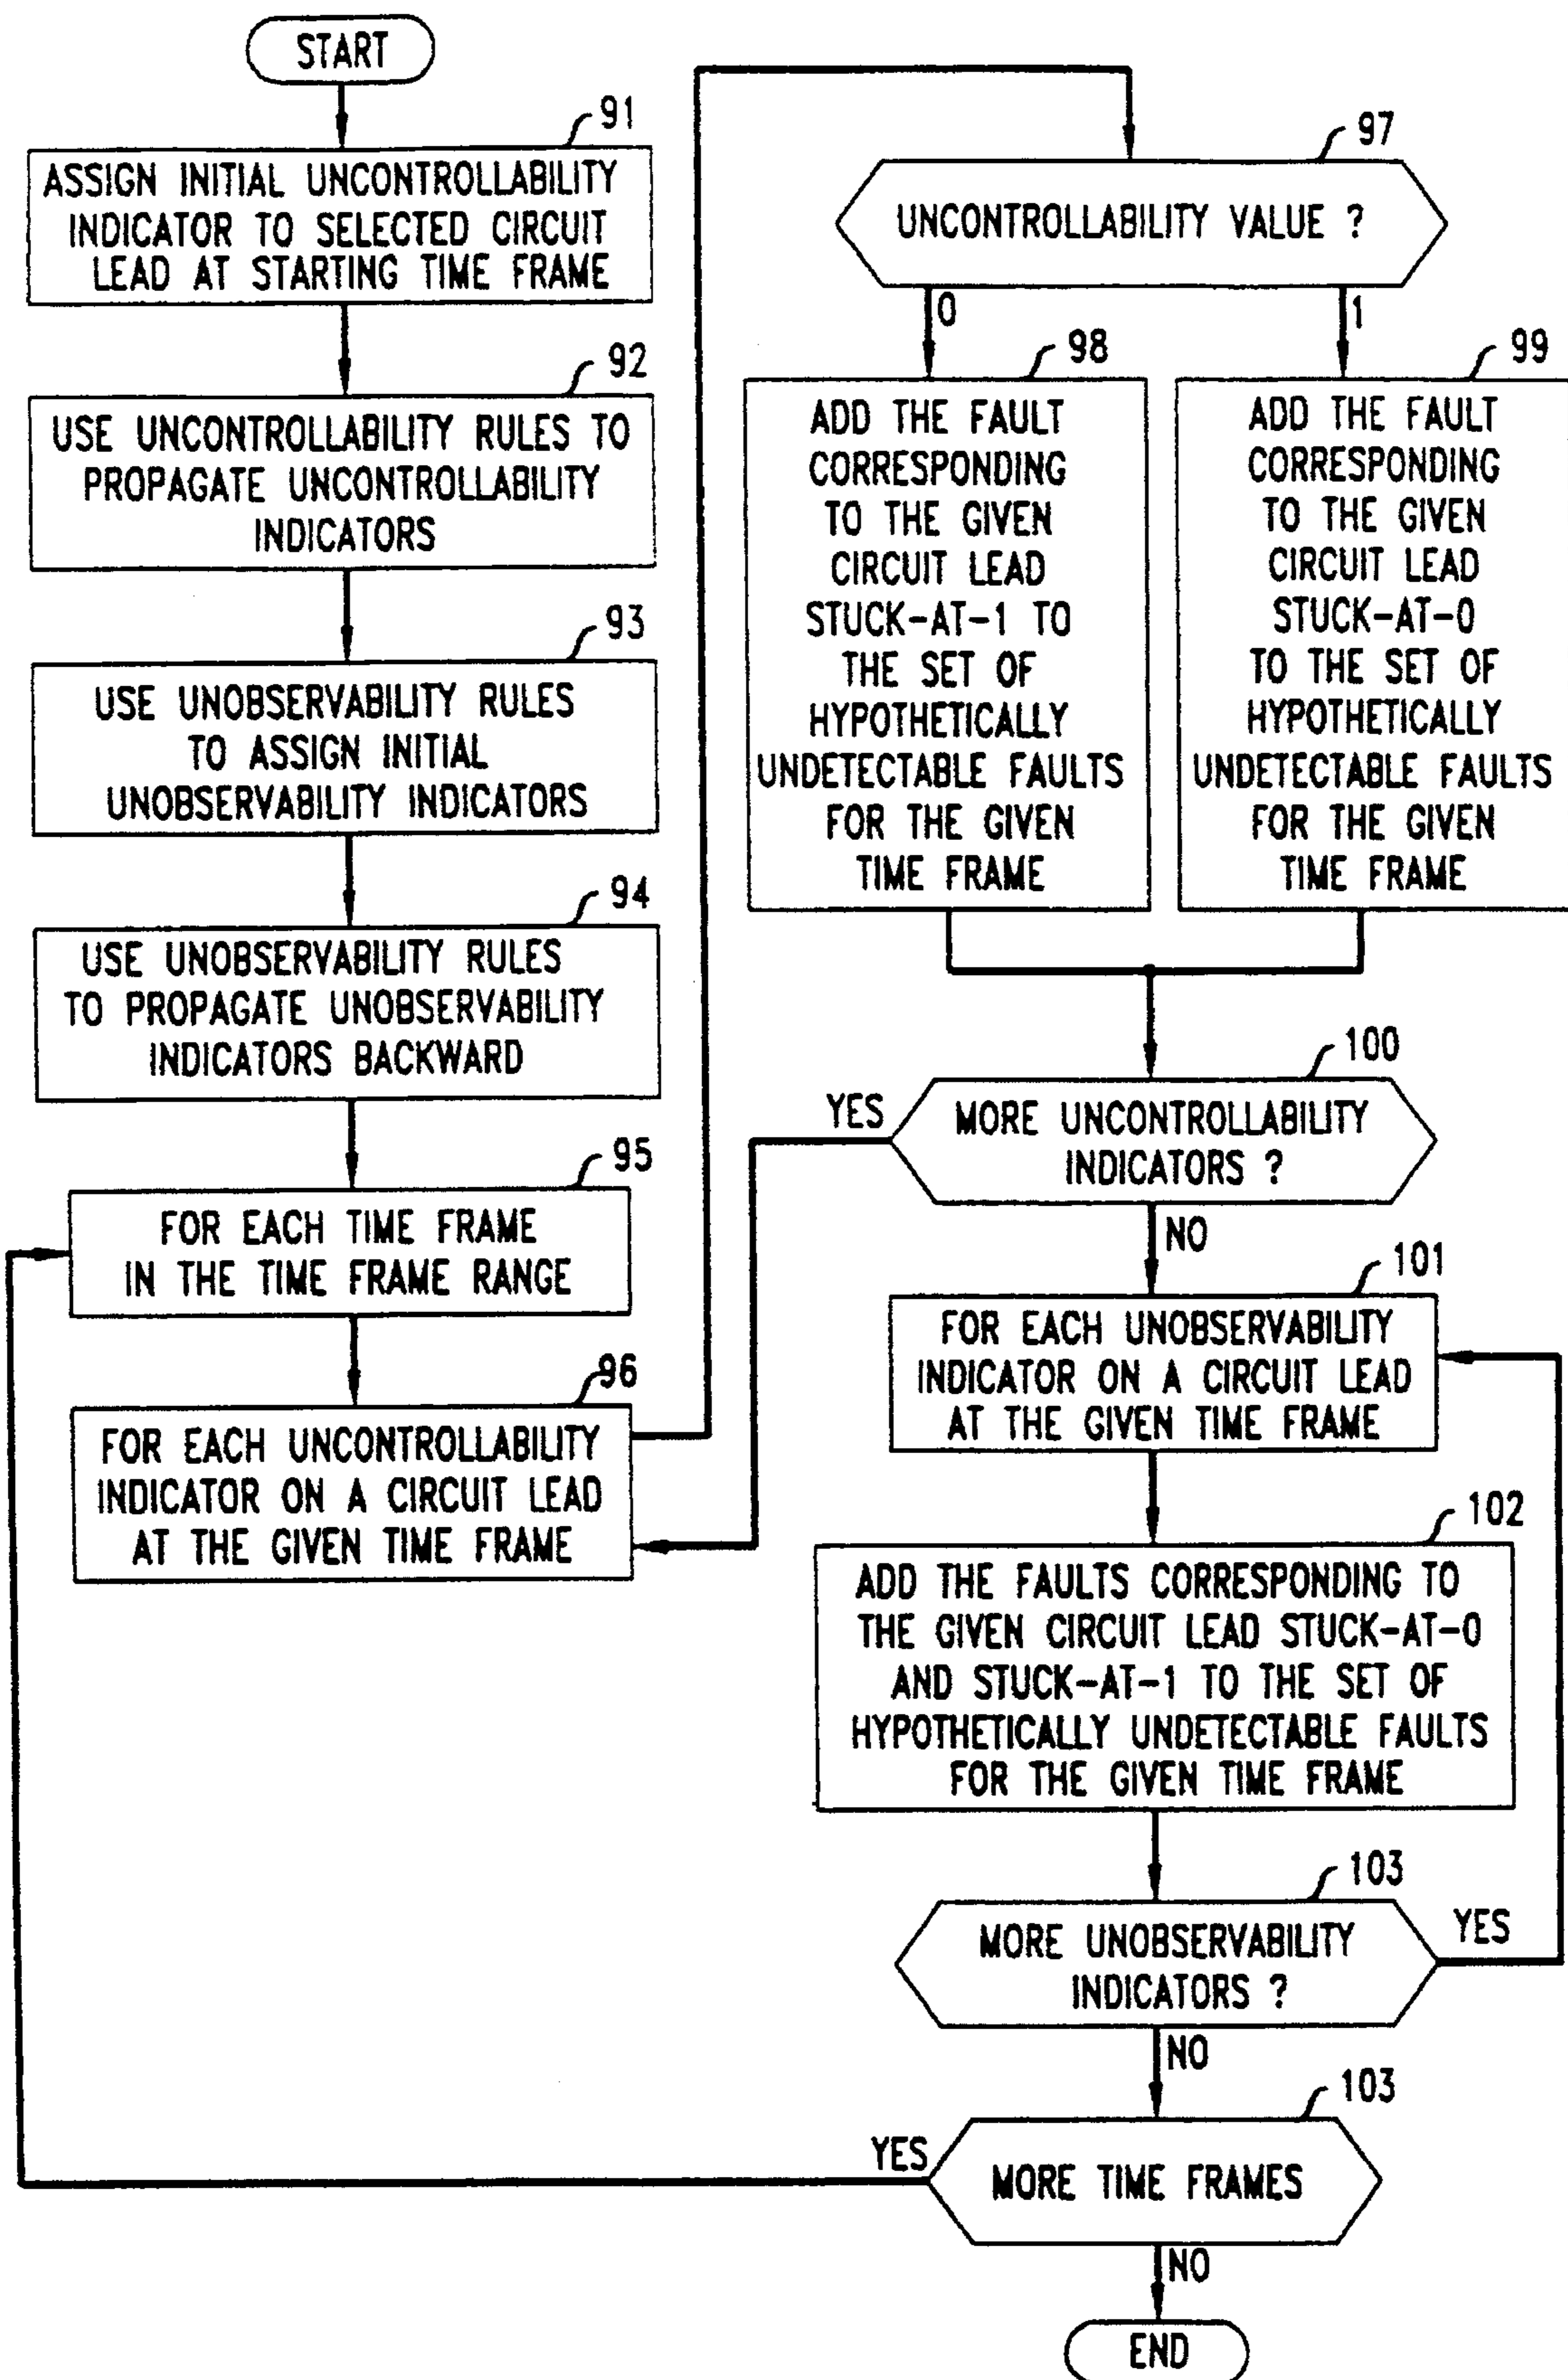 START
91
ASSIGN INITIAL UNCONTROLLABILITY
INDICATOR TO SELECTED CIRCUIT
LEAD AT STARTING TIME FRAME
92
USE UNCONTROLLABILITY RULES TO
PROPAGATE UNCONTROLLABILITY
INDICATORS
93
USE UNOBSERVABILITY RULES
TO ASSIGN INITIAL
UNOBSERVABILITY INDICATORS
94
USE UNOBSERVABILITY RULES
TO PROPAGATE UNOBSERVABILITY
INDICATORS BACKWARD
95
FOR EACH TIME FRAME
IN THE TIME FRAME RANGE
96
FOR EACH UNCONTROLLABILITY
INDICATOR ON A CIRCUIT LEAD
AT THE GIVEN TIME FRAME
97
UNCONTROLLABILITY VALUE ?
0
1
98
ADD THE FAULT
CORRESPONDING
TO THE GIVEN
CIRCUIT LEAD
STUCK-AT-1 TO
THE SET OF
HYPOTHETICALLY
UNDETECTABLE FAULTS
FOR THE GIVEN
TIME FRAME
99
ADD THE FAULT
CORRESPONDING
TO THE GIVEN
CIRCUIT LEAD
STUCK-AT-0
TO THE SET OF
HYPOTHETICALLY
UNDETECTABLE FAULTS
FOR THE GIVEN
TIME FRAME
100
YES
MORE UNCONTROLLABILITY
INDICATORS ?
NO
101
FOR EACH UNOBSERVABILITY
INDICATOR ON A CIRCUIT LEAD
AT THE GIVEN TIME FRAME
102
ADD THE FAULTS CORRESPONDING TO
THE GIVEN CIRCUIT LEAD STUCK-AT-0
AND STUCK-AT-1 TO THE SET OF
HYPOTHETICALLY UNDETECTABLE FAULTS
FOR THE GIVEN TIME FRAME
103
MORE UNOBSERVABILITY
INDICATORS ?
YES
NO
103
YES
MORE TIME FRAMES
NO
END